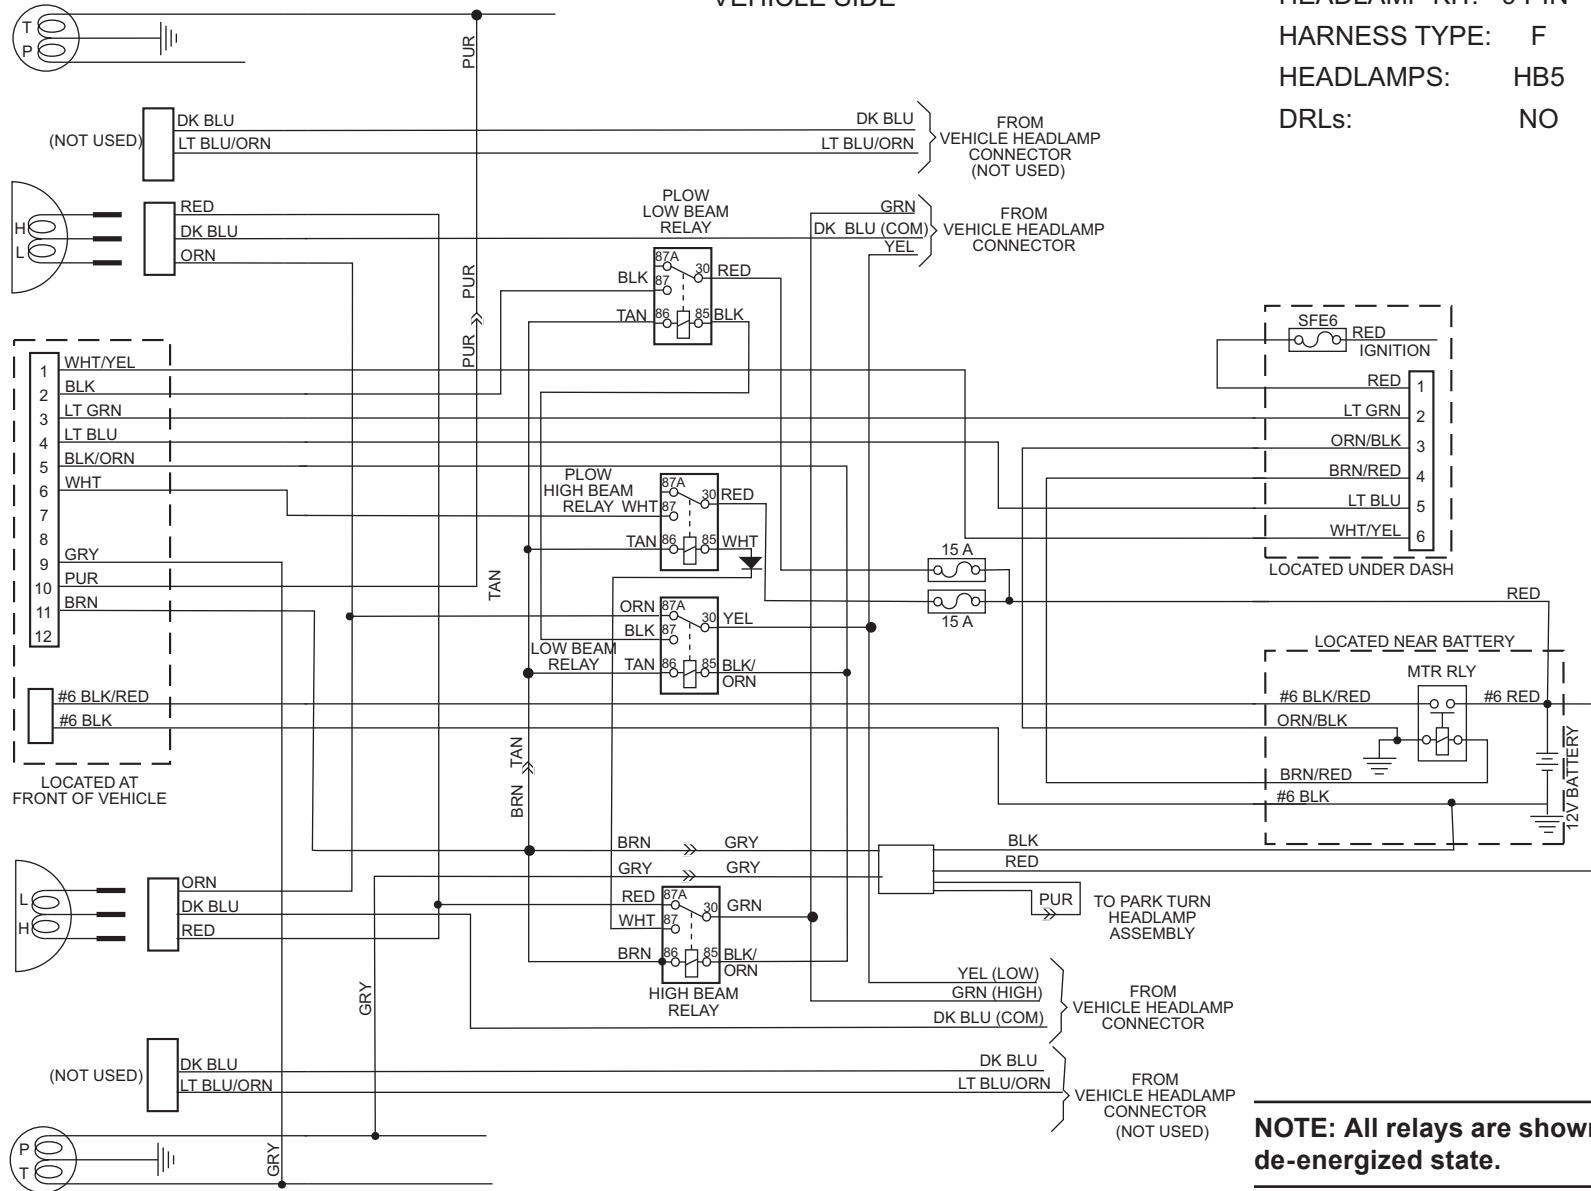 VEHICLE SIDE
HEADLAMP KIT:
HARNESS TYPE: F
HEADLAMPS: HB5
DRLs: NO
T
P
PUR
(NOT USED)
DK BLU
LT BLU/ORN
DK BLU
LT BLU/ORN
FROM
VEHICLE HEADLAMP
CONNECTOR
(NOT USED)
H
L
RED
DK BLU
ORN
PLOW
LOW BEAM
RELAY
GRN
DK BLU (COM)
YEL
FROM
VEHICLE HEADLAMP
CONNECTOR
PUR
PUR
87A
30
RED
BLK
87
TAN
86
85
BLK
SFE6
RED
IGNITION
1
WHT/YEL
2
BLK
3
LT GRN
4
LT BLU
5
BLK/ORN
6
WHT
7
8
9
GRY
10
PUR
11
BRN
12
RED
1
LT GRN
2
ORN/BLK
3
BRN/RED
4
LT BLU
5
WHT/YEL
6
LOCATED UNDER DASH
PLOW
HIGH BEAM
RELAY
WHT
87A
30
RED
87
TAN
86
85
WHT
TAN
15 A
15 A
RED
ORN
87A
30
YEL
BLK
87
LOW BEAM
RELAY
TAN
86
85
BLK/
ORN
LOCATED NEAR BATTERY
MTR RLY
#6 BLK/RED
#6 BLK
#6 BLK/RED
#6 RED
ORN/BLK
BRN/RED
#6 BLK
12V BATTERY
LOCATED AT
FRONT OF VEHICLE
TAN
BRN
BRN
GRY
GRY
GRY
BLK
RED
PUR
TO PARK TURN
HEADLAMP
ASSEMBLY
L
H
ORN
DK BLU
RED
RED
87A
30
GRN
WHT
87
BRN
86
85
BLK/
ORN
HIGH BEAM
RELAY
GRY
YEL (LOW)
GRN (HIGH)
DK BLU (COM)
FROM
VEHICLE HEADLAMP
CONNECTOR
(NOT USED)
DK BLU
LT BLU/ORN
DK BLU
LT BLU/ORN
FROM
VEHICLE HEADLAMP
CONNECTOR
(NOT USED)
P
T
GRY
NOTE: All relays are shown
de-energized state.